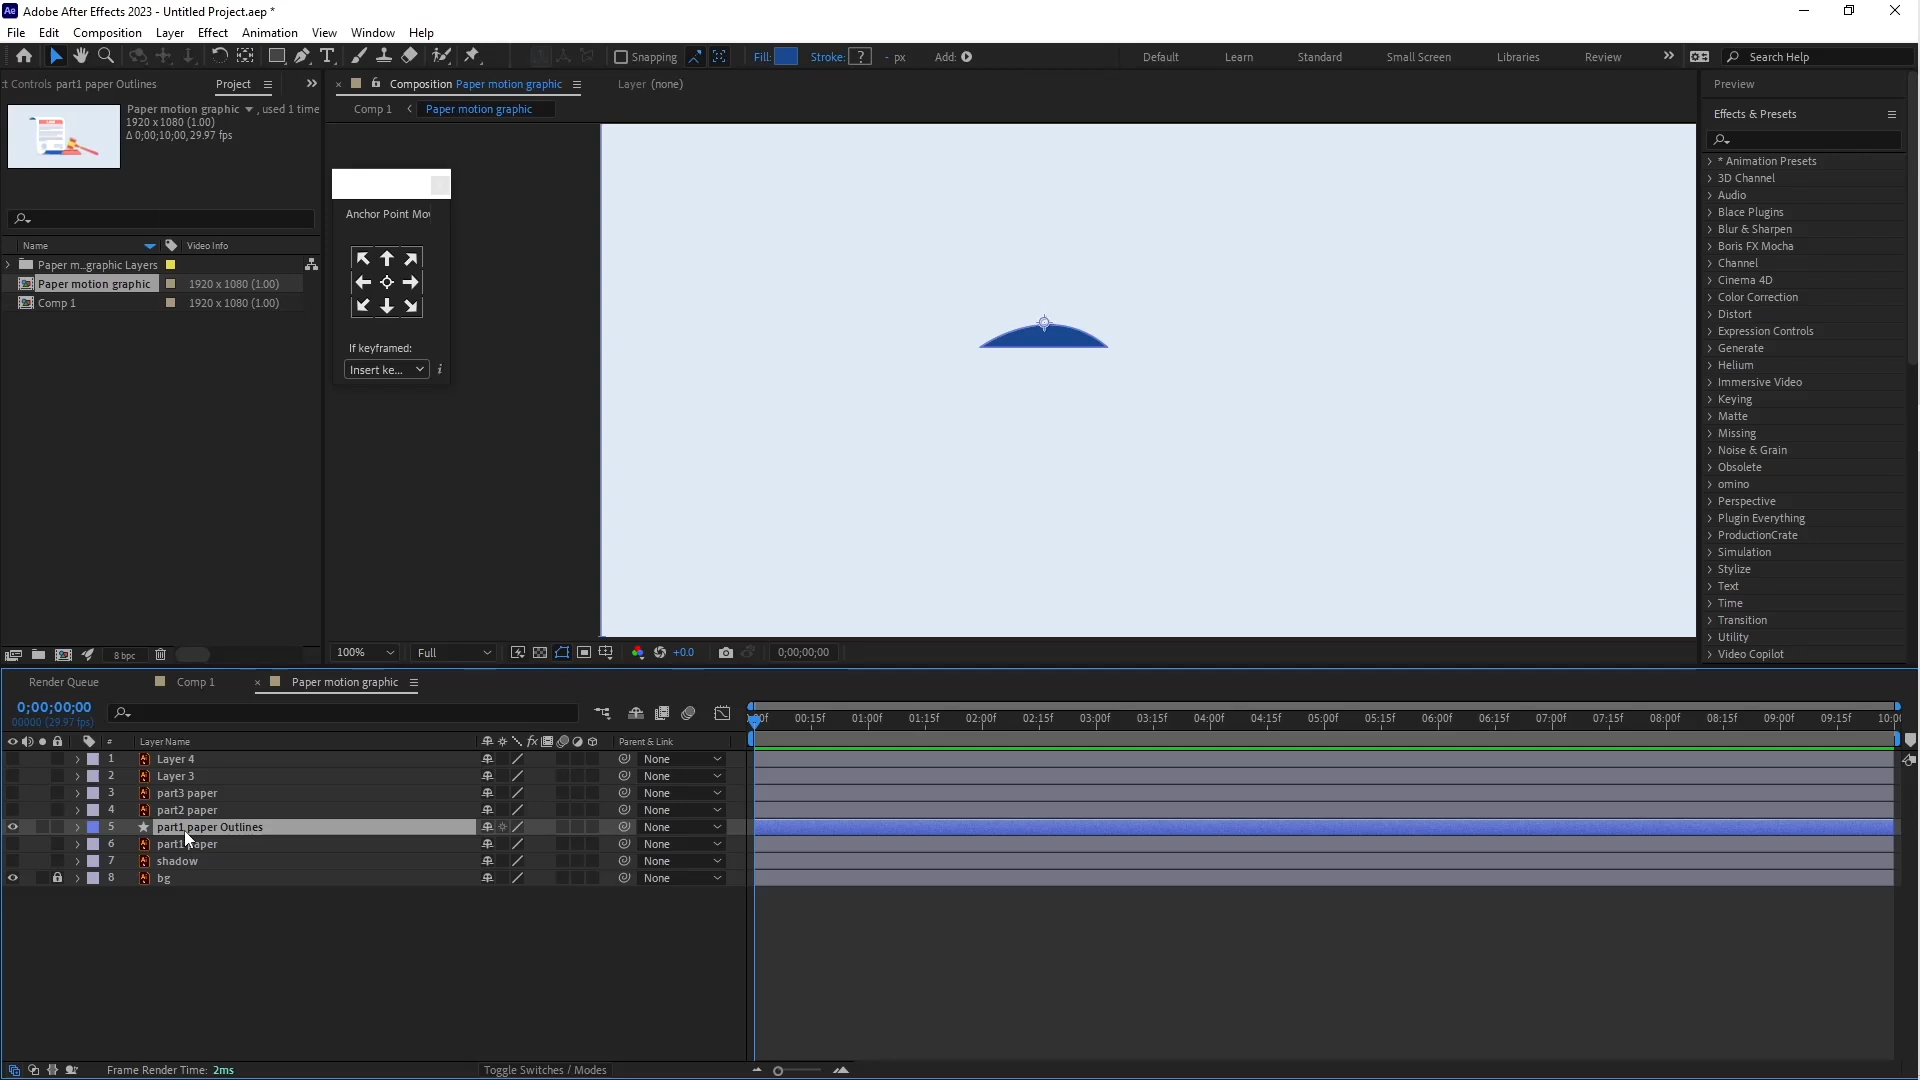 Adobe After Effects 2023 - Untitled Project.aep *
File Edit Composition Layer Effect Animation View Window Help
Snapping Fill: Stroke: ? - px Add: Default Learn Standard Small Screen Libraries Review Search Help
t Controls part1 paper Outlines Project
Composition Paper motion graphic Layer (none)
Comp 1 Paper motion graphic
Paper motion graphic , used 1 time
1920 x 1080 (1.00)
Δ 0;00;10;00, 29.97 fps
Name Video Info
Paper m_graphic Layers
Paper motion graphic 1920 x 1080 (1.00)
Comp 1 1920 x 1080 (1.00)
8 bpc
Anchor Point Mov
If keyframed:
Insert ke...
100% Full +0.0 0;00;00;00
Preview
Effects & Presets
* Animation Presets
3D Channel
Audio
Blace Plugins
Blur & Sharpen
Boris FX Mocha
Channel
Cinema 4D
Color Correction
Distort
Expression Controls
Generate
Helium
Immersive Video
Keying
Matte
Missing
Noise & Grain
Obsolete
omino
Perspective
Plugin Everything
ProductionCrate
Simulation
Stylize
Text
Time
Transition
Utility
Video Copilot
Render Queue Comp 1 Paper motion graphic
0;00;00;00
00000 (29.97 fps)
00:15f 01:00f 01:15f 02:00f 02:15f 03:00f 03:15f 04:00f 04:15f 05:00f 05:15f 06:00f 06:15f 07:00f 07:15f 08:00f 08:15f 09:00f 09:15f 10:0
# Layer Name fx Parent & Link
1 Layer 4 None
2 Layer 3 None
3 part3 paper None
4 part2 paper None
5 part1 paper Outlines None
6 part1 paper None
7 shadow None
8 bg None
Frame Render Time: 2ms Toggle Switches / Modes